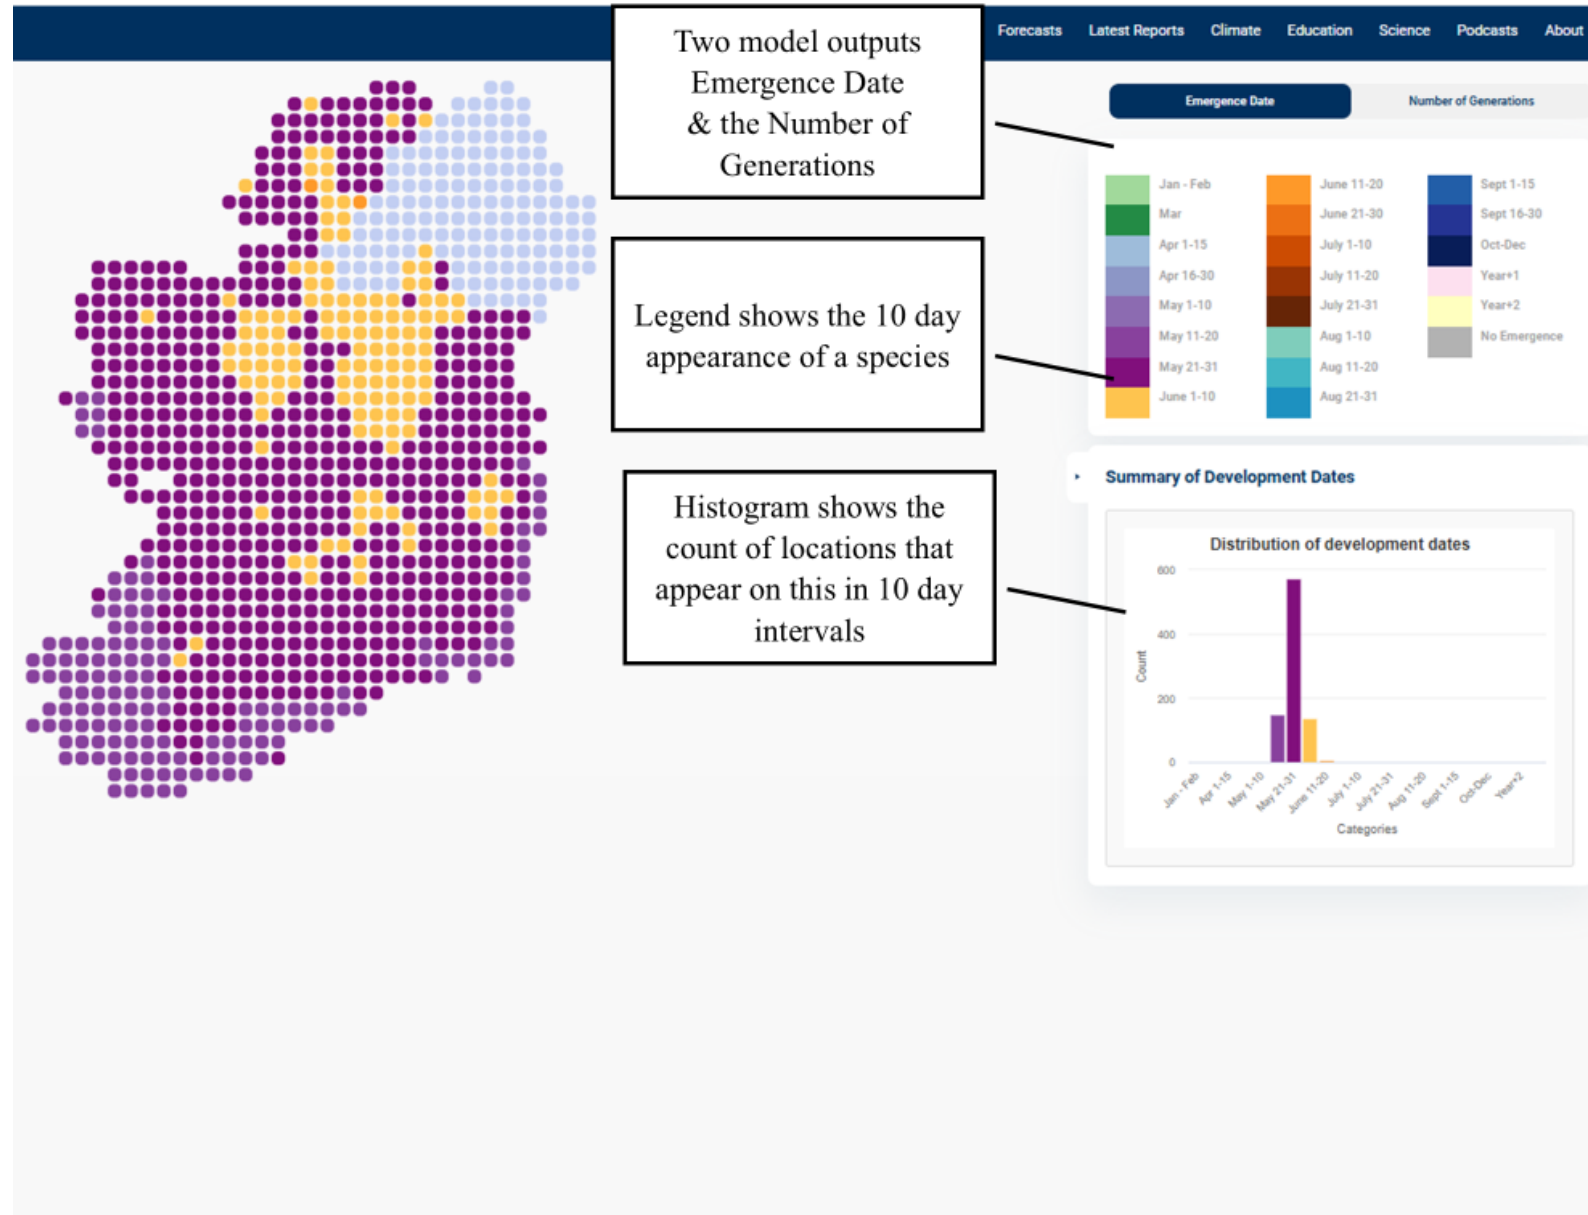 Forecasts Latest Reports Climate Education Science Podcasts About
Two model outputs
Emergence Date
& the Number of
Generations
Legend shows the 10 day
appearance of a species
Histogram shows the
count of locations that
appear on this in 10 day
intervals
Emergence Date
Number of Generations
Jan - Feb
Mar
Apr 1-15
Apr 16-30
May 1-10
May 11-20
May 21-31
June 1-10
June 11-20
June 21-30
July 1-10
July 11-20
July 21-31
Aug 1-10
Aug 11-20
Aug 21-31
Sept 1-15
Sept 16-30
Oct-Dec
Year+1
Year+2
No Emergence
Summary of Development Dates
Distribution of development dates
600
400
200
0
Count
Jan - Feb
Apr 1-15
May 1-10
May 21-31
June 11-20
July 1-10
July 21-31
Aug 11-20
Sept 1-15
Oct-Dec
Year+2
Categories